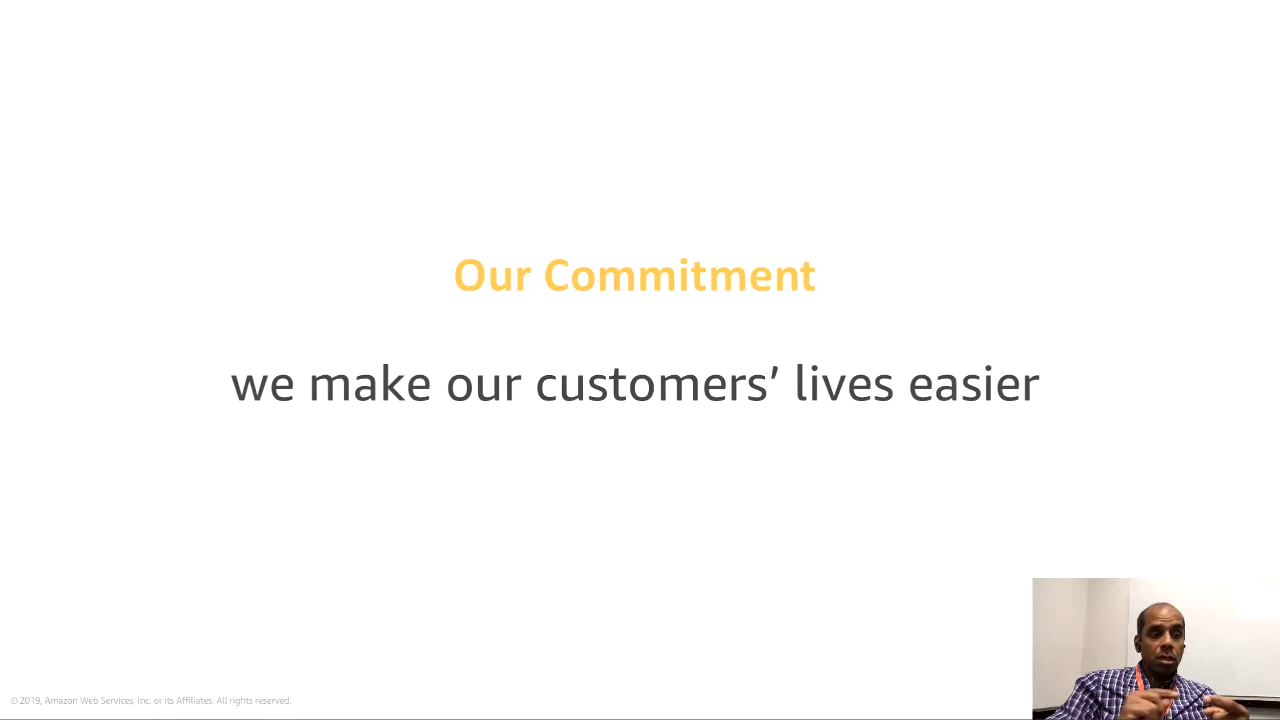 Our Commitment
we make our customers’ lives easier
© 2019, Amazon Web Services, Inc. or its Affiliates. All rights reserved.